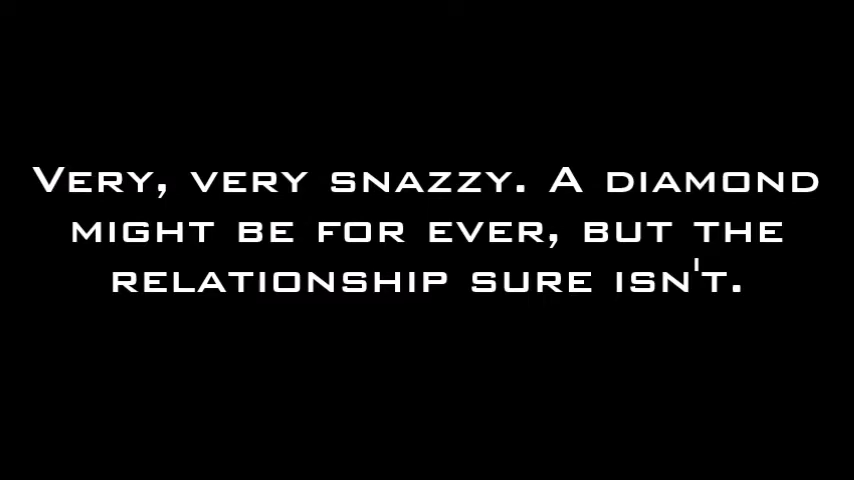 Very, very snazzy. A diamond
might be for ever, but the
relationship sure isn't.